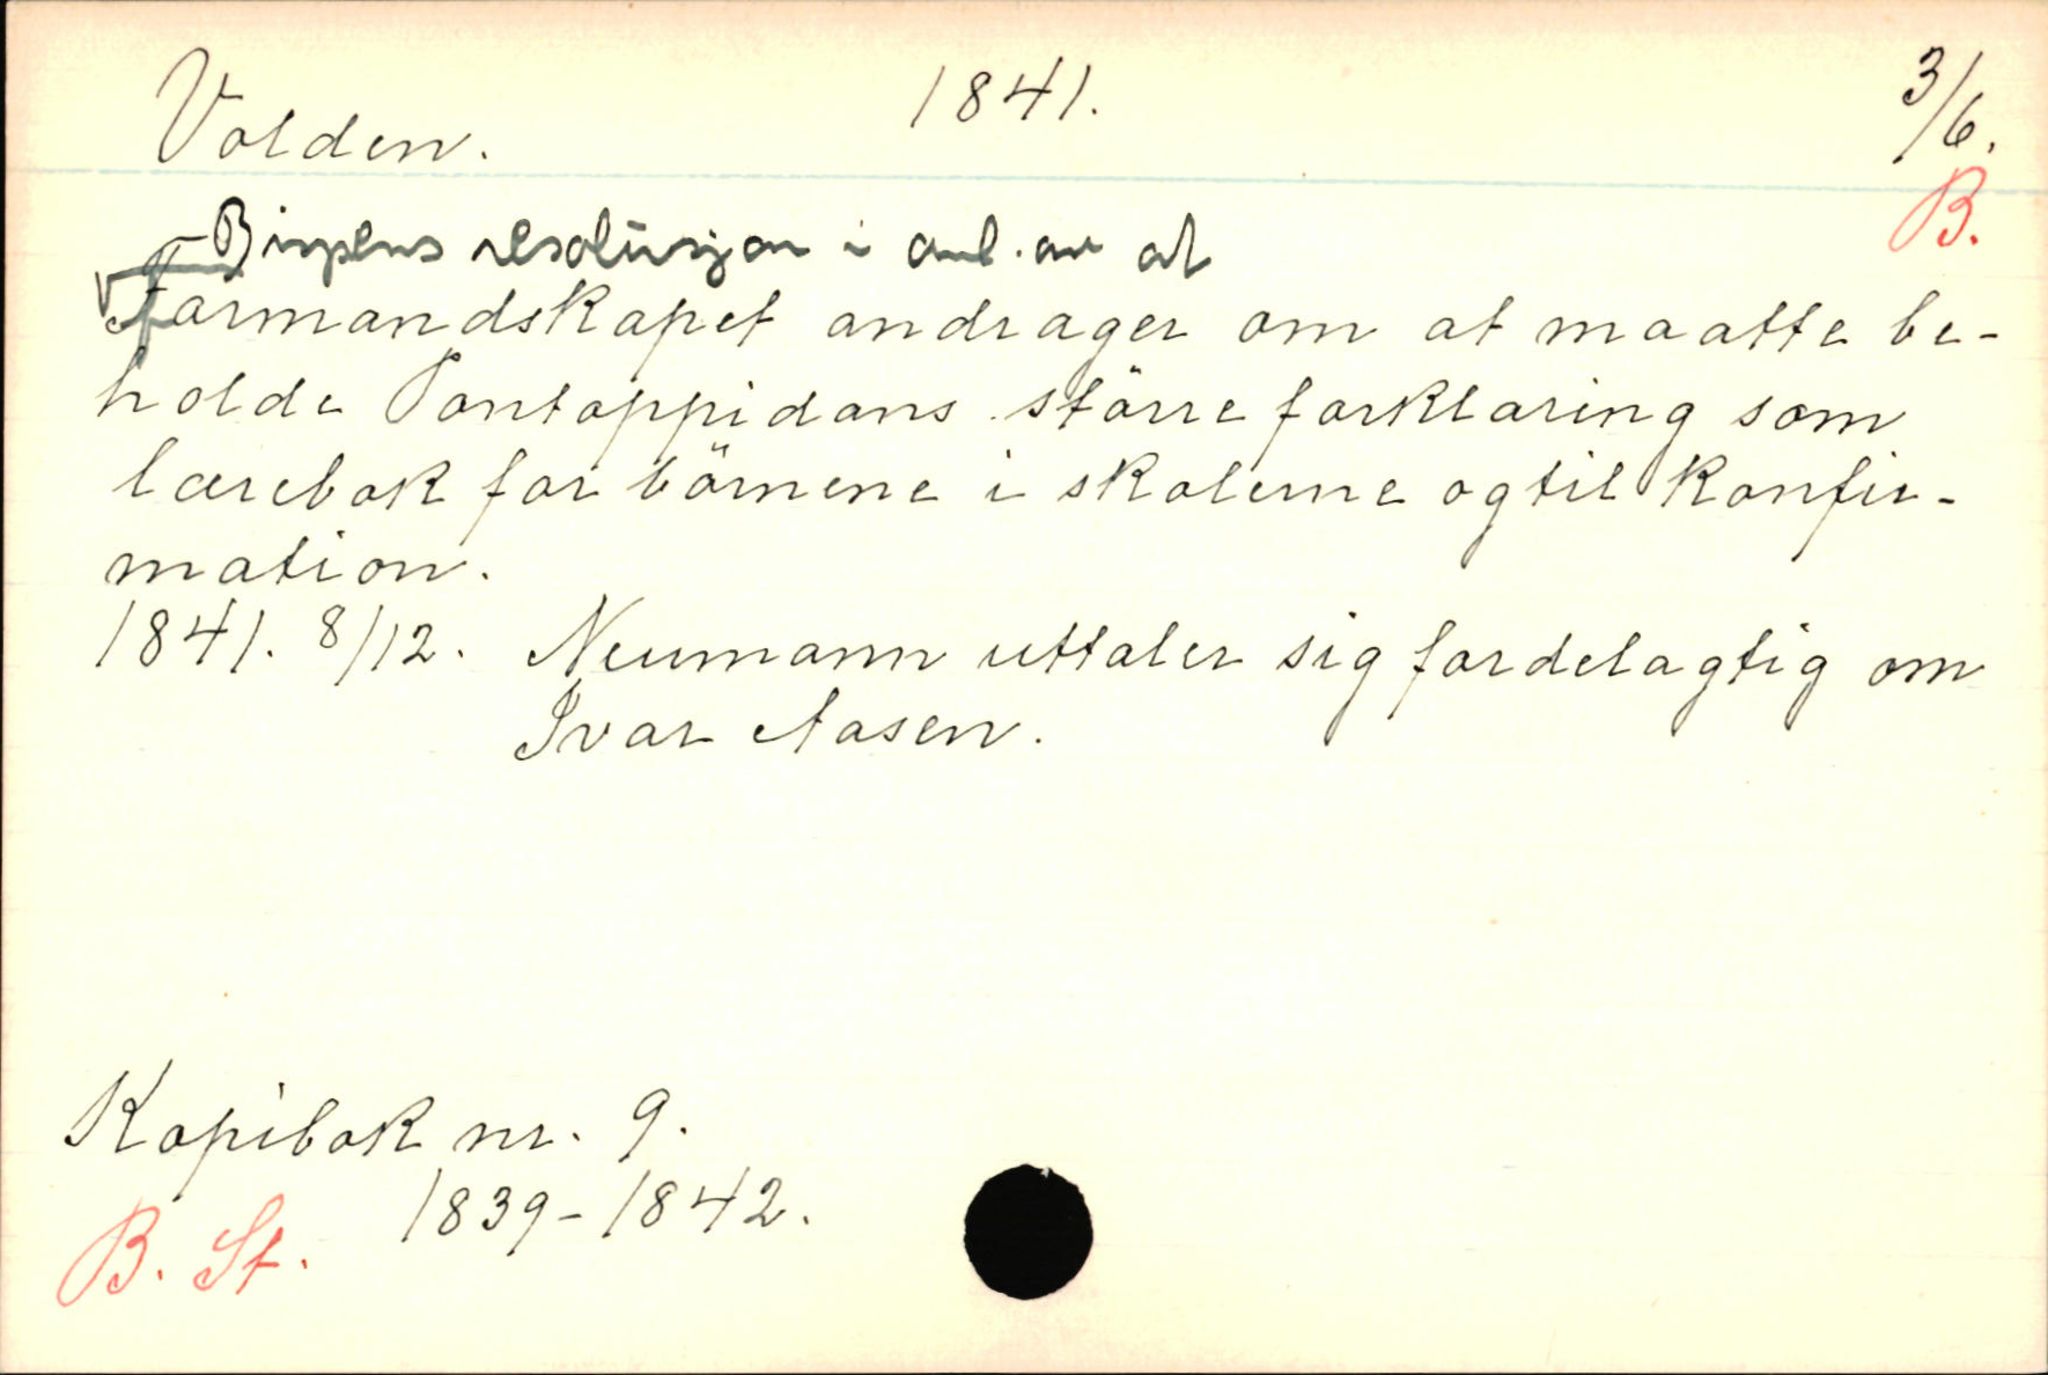 Volden. 1841. 3/6.
B.
Bispens resolusjon i anl. av at
Formandskapet andrager om at maatte be-
holde Pontoppidans större forklaring som
lærebok for börnene i skolerne og til konfir-
mation.
1841. 8/12. Neumann uttaler sig fordelagtig om
Ivar Aasen.
Kopibok nr. 9.
1839-1842.
B. St.